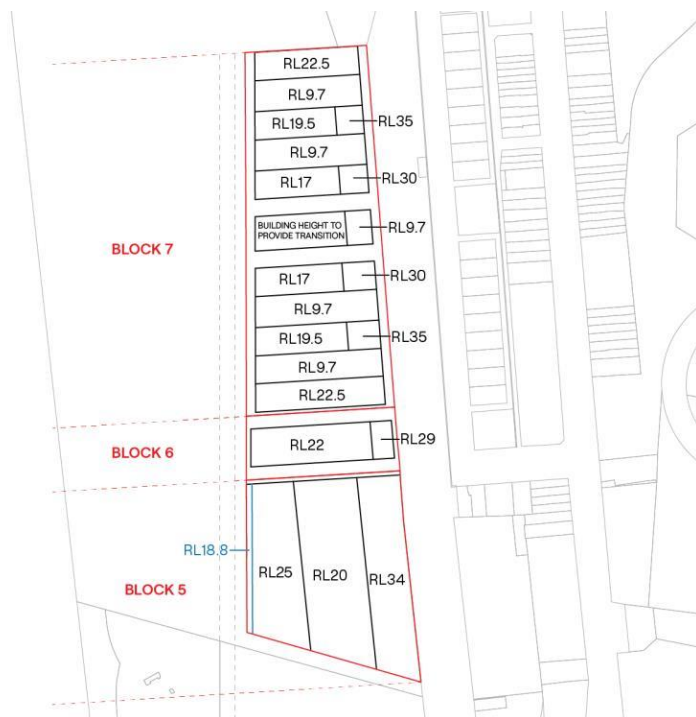 RL22.5
RL9.7
RL19.5
RL35
RL9.7
RL17
RL30
BUILDING HEIGHT TO
PROVIDE TRANSITION
RL9.7
BLOCK 7
RL17
RL30
RL9.7
RL19.5
RL35
RL9.7
RL22.5
BLOCK 6
RL22
RL29
RL18.8
RL25
RL20
RL34
BLOCK 5